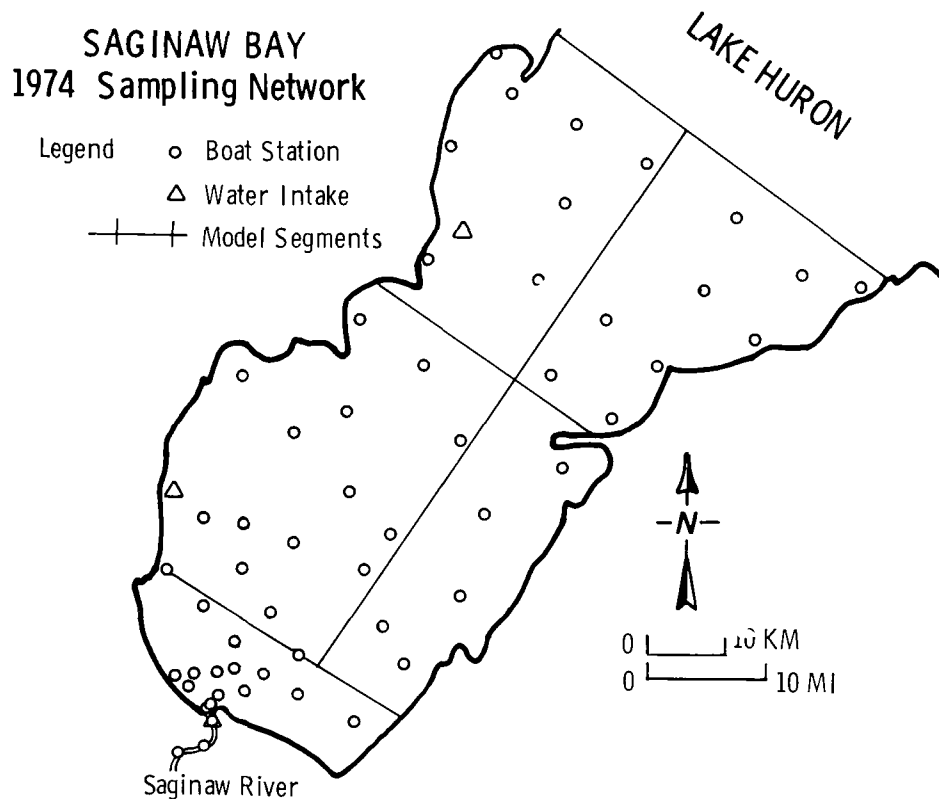 SAGINAW BAY
1974 Sampling Network
Legend
Boat Station
Water Intake
Model Segments
LAKE HURON
-N-
0 10 KM
0 10 MI
Saginaw River